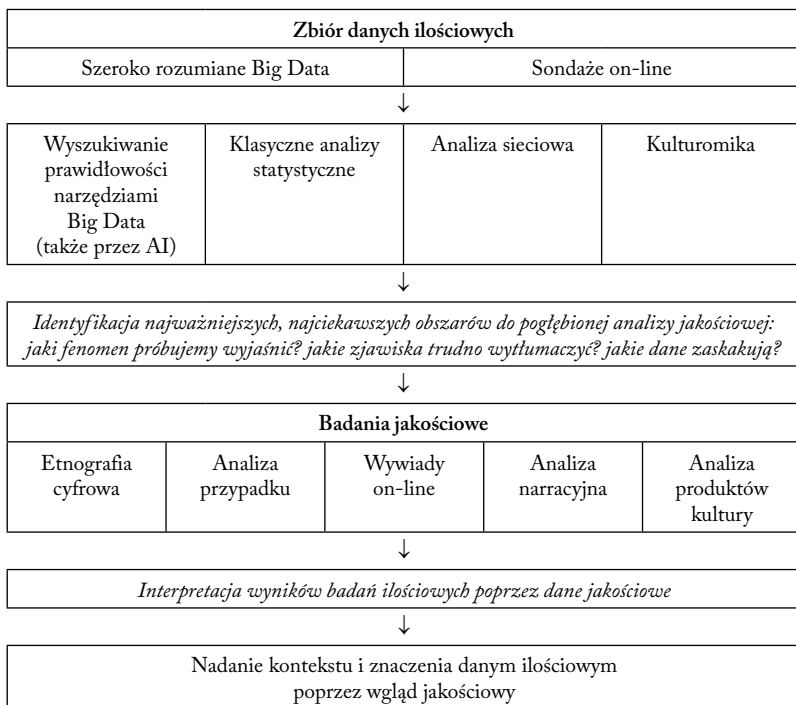 Zbiór danych ilościowych
Szeroko rozumiane Big Data
Sondaże on-line
↓
Wyszukiwanie
prawidłowości
narzędziami
Big Data
(także przez AI)
Klasyczne analizy
statystyczne
Analiza sieciowa
Kulturomika
↓
Identyfikacja najważniejszych, najciekawszych obszarów do pogłębionej analizy jakościowej:
jaki fenomen próbujemy wyjaśnić? jakie zjawiska trudno wytłumaczyć? jakie dane zaskakują?
↓
Badania jakościowe
Etnografia
cyfrowa
Analiza
przypadku
Wywiady
on-line
Analiza
narracyjna
Analiza
produktów
kultury
↓
Interpretacja wyników badań ilościowych poprzez dane jakościowe
↓
Nadanie kontekstu i znaczenia danym ilościowym
poprzez wgląd jakościowy